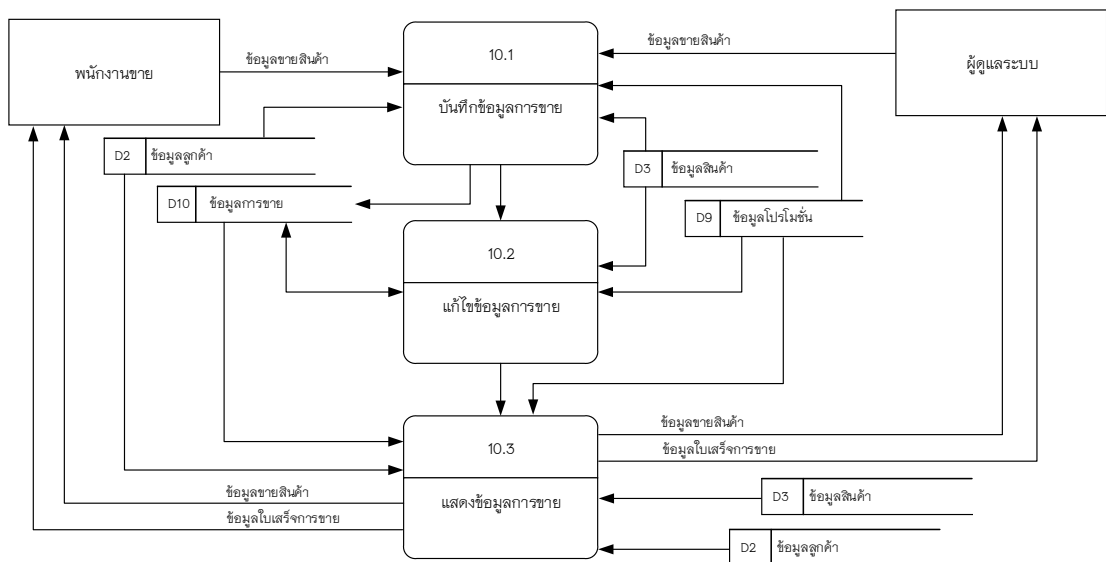 พนักงานขาย
ข้อมูลขายสินค้า
10.1
บันทึกข้อมูลการขาย
ข้อมูลขายสินค้า
ผู้ดูแลระบบ
D2 ข้อมูลลูกค้า
D3 ข้อมูลสินค้า
D10 ข้อมูลการขาย
D9 ข้อมูลโปรโมชั่น
10.2
แก้ไขข้อมูลการขาย
10.3
แสดงข้อมูลการขาย
ข้อมูลขายสินค้า
ข้อมูลใบเสร็จการขาย
ข้อมูลขายสินค้า
ข้อมูลใบเสร็จการขาย
D3 ข้อมูลสินค้า
D2 ข้อมูลลูกค้า